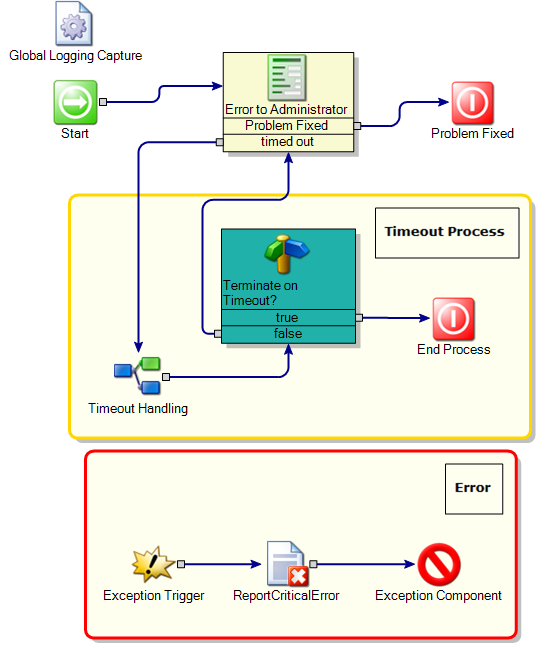 Global Logging Capture
Start
Error to Administrator
Problem Fixed
timed out
Problem Fixed
Timeout Process
Terminate on
Timeout?
true
false
End Process
Timeout Handling
Error
Exception Trigger
ReportCriticalError
Exception Component